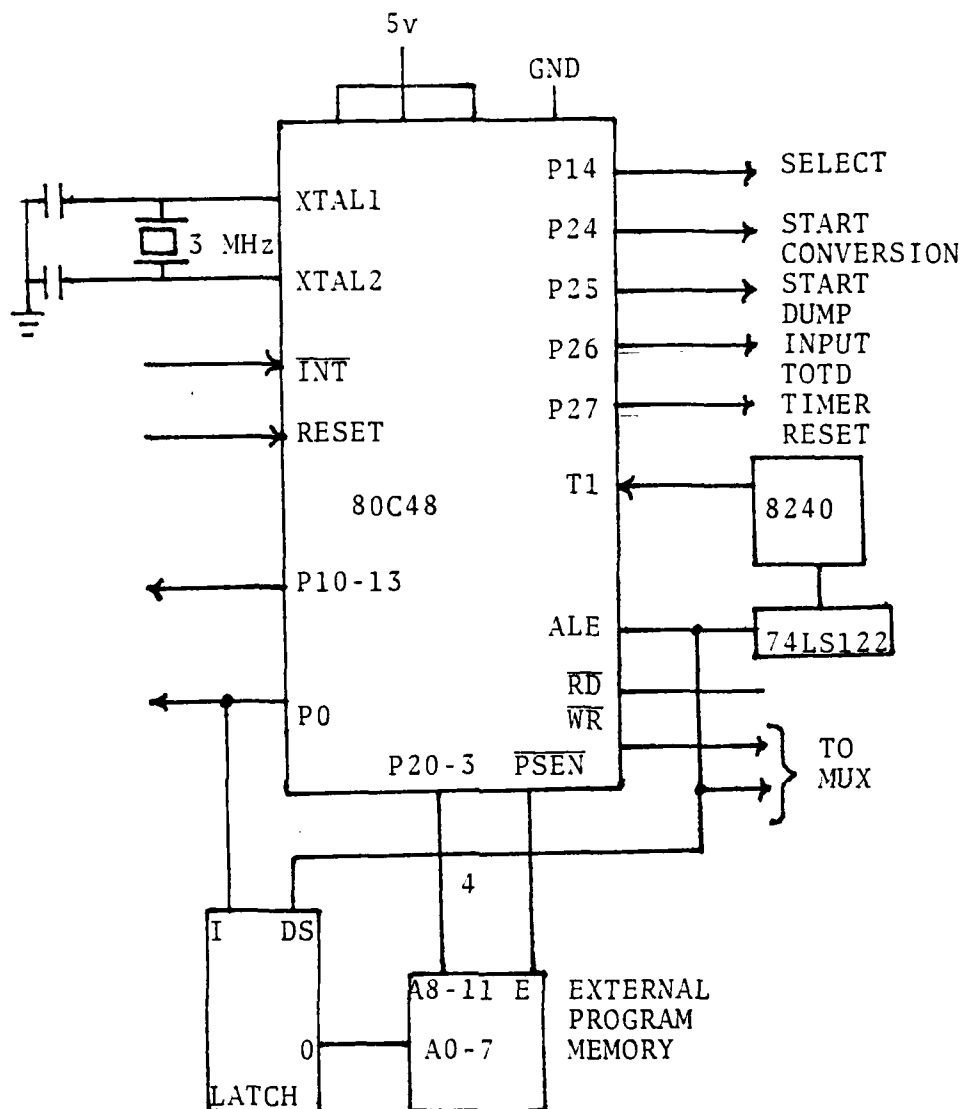 5v
GND
P14
SELECT
XTAL1
3 MHz
XTAL2
P24
START
CONVERSION
P25
START
DUMP
INT
P26
INPUT
TOTD
RESET
P27
TIMER
RESET
T1
8240
80C48
P10-13
ALE
74LS122
RD
P0
WR
TO
MUX
P20-3
PSEN
4
I
DS
A8-11
E
EXTERNAL
PROGRAM
MEMORY
O
A0-7
LATCH